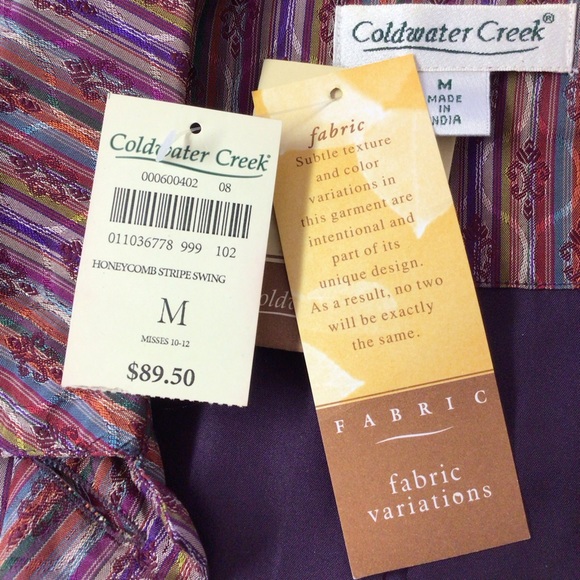 Coldwater Creek®
M
MADE
IN
INDIA
Coldwater Creek®
000600402 08
011036778 999 102
HONEYCOMB STRIPE SWING
M
MISSES 10-12
$89.50
fabric
Subtle texture
and color
variations in
this garment are
intentional and
part of its
unique design.
As a result, no two
will be exactly
the same.
FABRIC
fabric
variations
Coldw